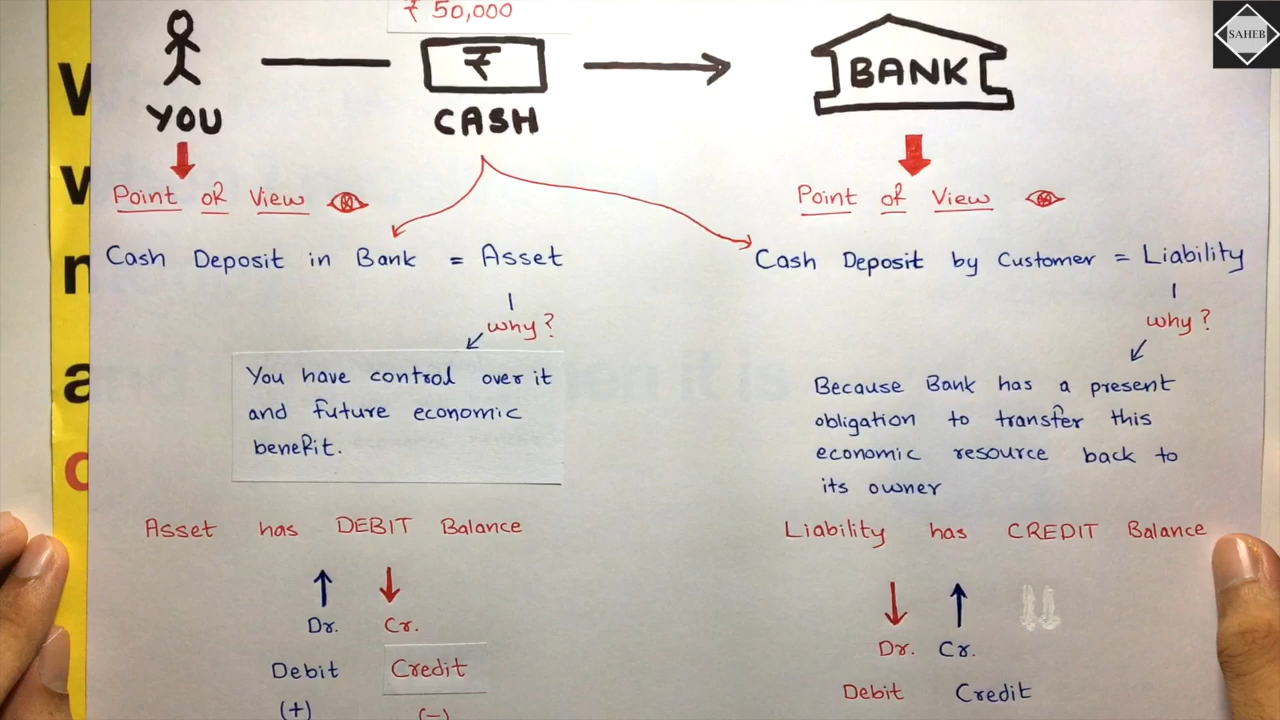 ₹ 50,000
SAHEB
₹
BANK
YOU
CASH
Point of View
Point of View
Cash Deposit in Bank = Asset
Cash Deposit by Customer = Liability
why?
why?
You have control over it
and future economic
benefit.
Because Bank has a present
obligation to transfer this
economic resource back to
its owner
Asset has DEBIT Balance
Liability has CREDIT Balance
Dr. Cr.
Dr. Cr.
Debit Credit
Debit Credit
(+) (-)